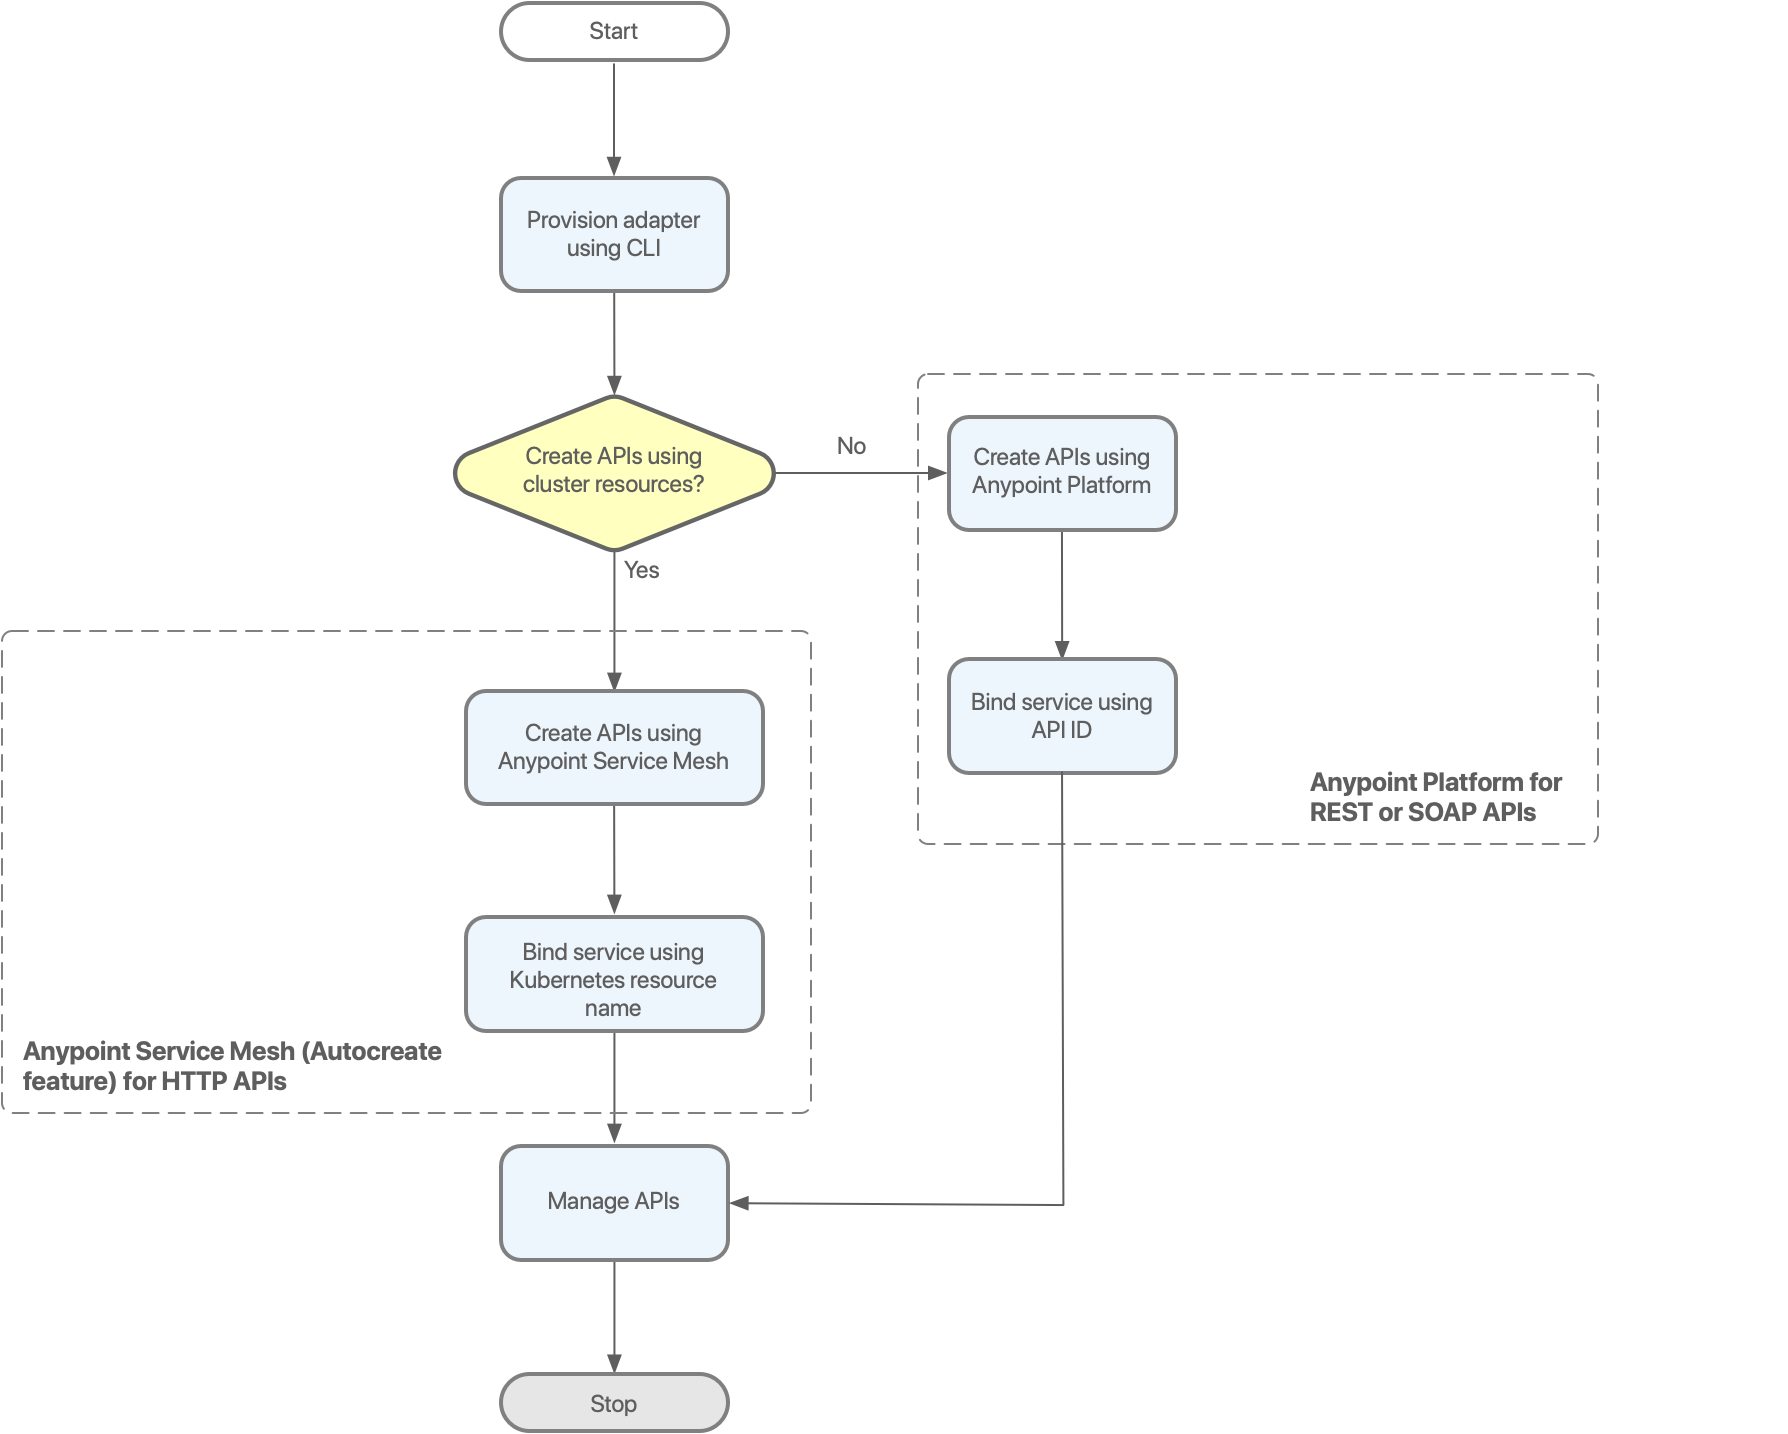 Start
Provision adapter
using CLI
Create APIs using
cluster resources?
No
Yes
Create APIs using
Anypoint Platform
Bind service using
API ID
Anypoint Platform for
REST or SOAP APIs
Create APIs using
Anypoint Service Mesh
Bind service using
Kubernetes resource
name
Anypoint Service Mesh (Autocreate
feature) for HTTP APIs
Manage APIs
Stop